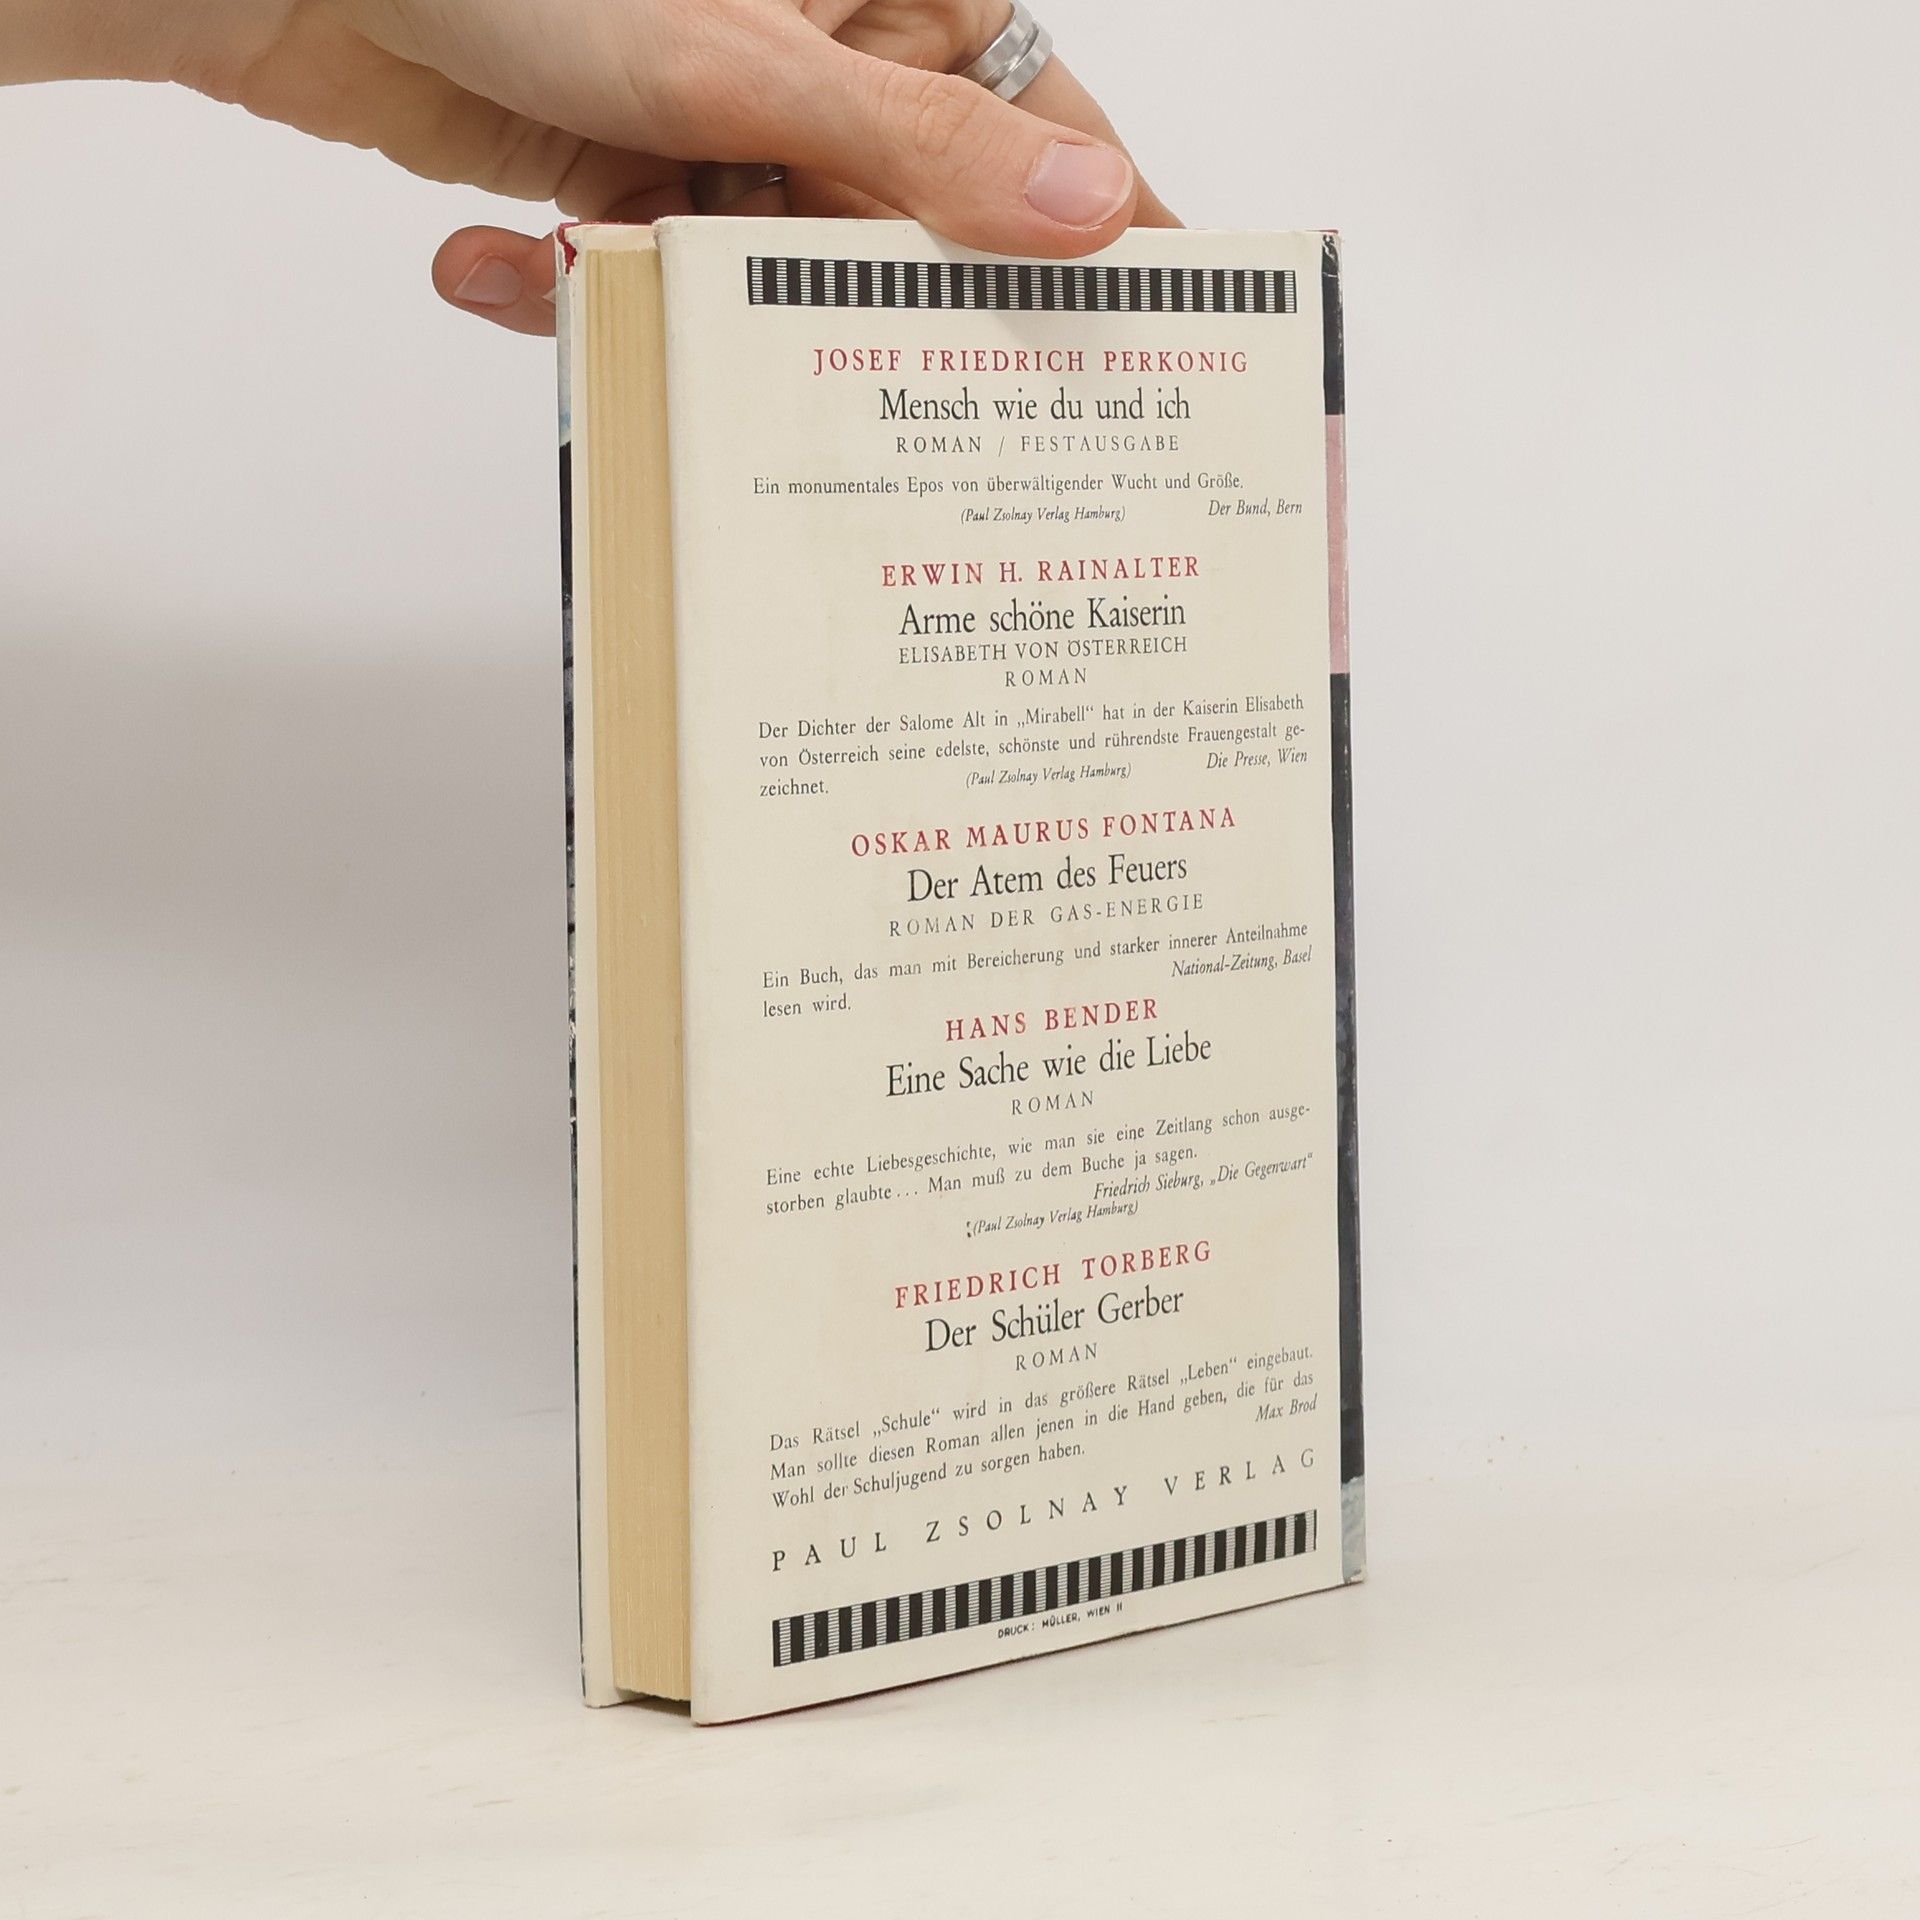 JOSEF FRIEDRICH PERKONIG
Mensch wie du und ich
ROMAN / FESTAUSGABE
Ein monumentales Epos von überwältigender Wucht und Größe.
(Paul Zsolnay Verlag Hamburg) Der Bund, Bern
ERWIN H. RAINALTER
Arme schöne Kaiserin
ELISABETH VON ÖSTERREICH
ROMAN
Der Dichter der Salome Alt in „Mirabell“ hat in der Kaiserin Elisabeth
von Österreich seine edelste, schönste und rührendste Frauengestalt ge-
zeichnet. (Paul Zsolnay Verlag Hamburg) Die Presse, Wien
OSKAR MAURUS FONTANA
Der Atem des Feuers
ROMAN DER GAS-ENERGIE
Ein Buch, das man mit Bereicherung und starker innerer Anteilnahme
lesen wird. National-Zeitung, Basel
HANS BENDER
Eine Sache wie die Liebe
ROMAN
Eine echte Liebesgeschichte, wie man sie eine Zeitlang schon ausge-
storben glaubte... Man muß zu dem Buche ja sagen.
Friedrich Sieburg, „Die Gegenwart“
(Paul Zsolnay Verlag Hamburg)
FRIEDRICH TORBERG
Der Schüler Gerber
ROMAN
Das Rätsel „Schule“ wird in das größere Rätsel „Leben“ eingebaut.
Man sollte diesen Roman allen jenen in die Hand geben, die für das
Wohl der Schuljugend zu sorgen haben. Max Brod
PAUL ZSOLNAY VERLAG
DRUCK: MÜLLER, WIEN II